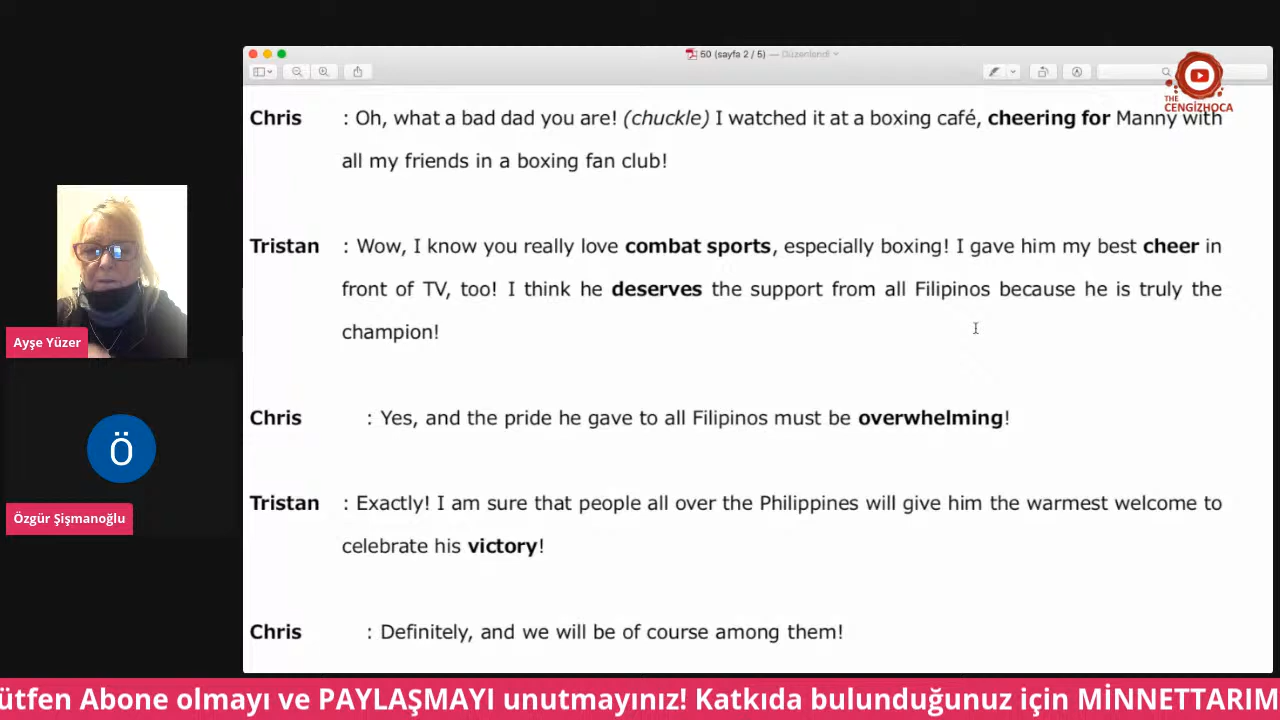 50 (sayfa 2 / 5) — Düzenlendi
THE
CENGİZHOCA
Chris : Oh, what a bad dad you are! (chuckle) I watched it at a boxing café, cheering for Manny with
all my friends in a boxing fan club!
Tristan : Wow, I know you really love combat sports, especially boxing! I gave him my best cheer in
front of TV, too! I think he deserves the support from all Filipinos because he is truly the
champion!
Chris : Yes, and the pride he gave to all Filipinos must be overwhelming!
Tristan : Exactly! I am sure that people all over the Philippines will give him the warmest welcome to
celebrate his victory!
Chris : Definitely, and we will be of course among them!
Ayşe Yüzer
Ö
Özgür Şişmanoğlu
ütfen Abone olmayı ve PAYLAŞMAYI unutmayınız! Katkıda bulunduğunuz için MİNNETTARIM